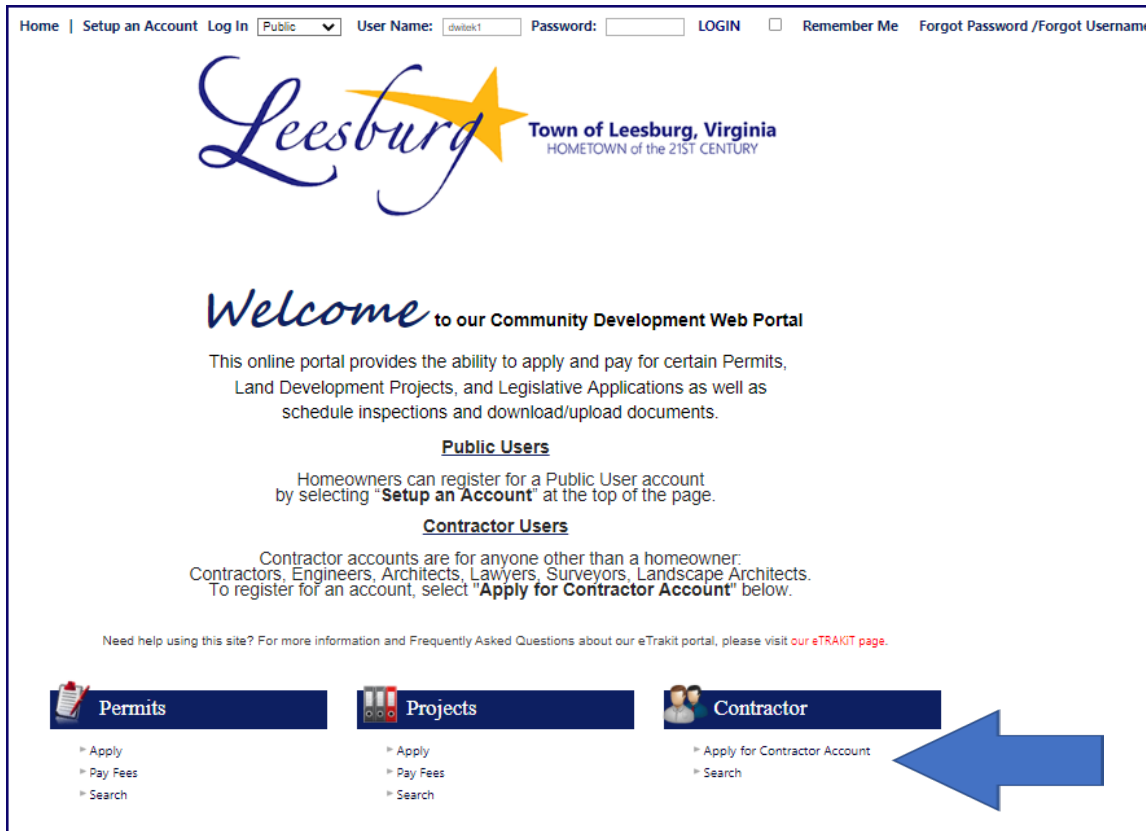 Home | Setup an Account Log In Public User Name: dwitek1 Password: LOGIN Remember Me Forgot Password /Forgot Username
Leesburg
Town of Leesburg, Virginia
HOMETOWN of the 21ST CENTURY
Welcome to our Community Development Web Portal
This online portal provides the ability to apply and pay for certain Permits,
Land Development Projects, and Legislative Applications as well as
schedule inspections and download/upload documents.
Public Users
Homeowners can register for a Public User account
by selecting “Setup an Account” at the top of the page.
Contractor Users
Contractor accounts are for anyone other than a homeowner:
Contractors, Engineers, Architects, Lawyers, Surveyors, Landscape Architects.
To register for an account, select "Apply for Contractor Account" below.
Need help using this site? For more information and Frequently Asked Questions about our eTrakit portal, please visit our eTRAKiT page.
Permits
Apply
Pay Fees
Search
Projects
Apply
Pay Fees
Search
Contractor
Apply for Contractor Account
Search